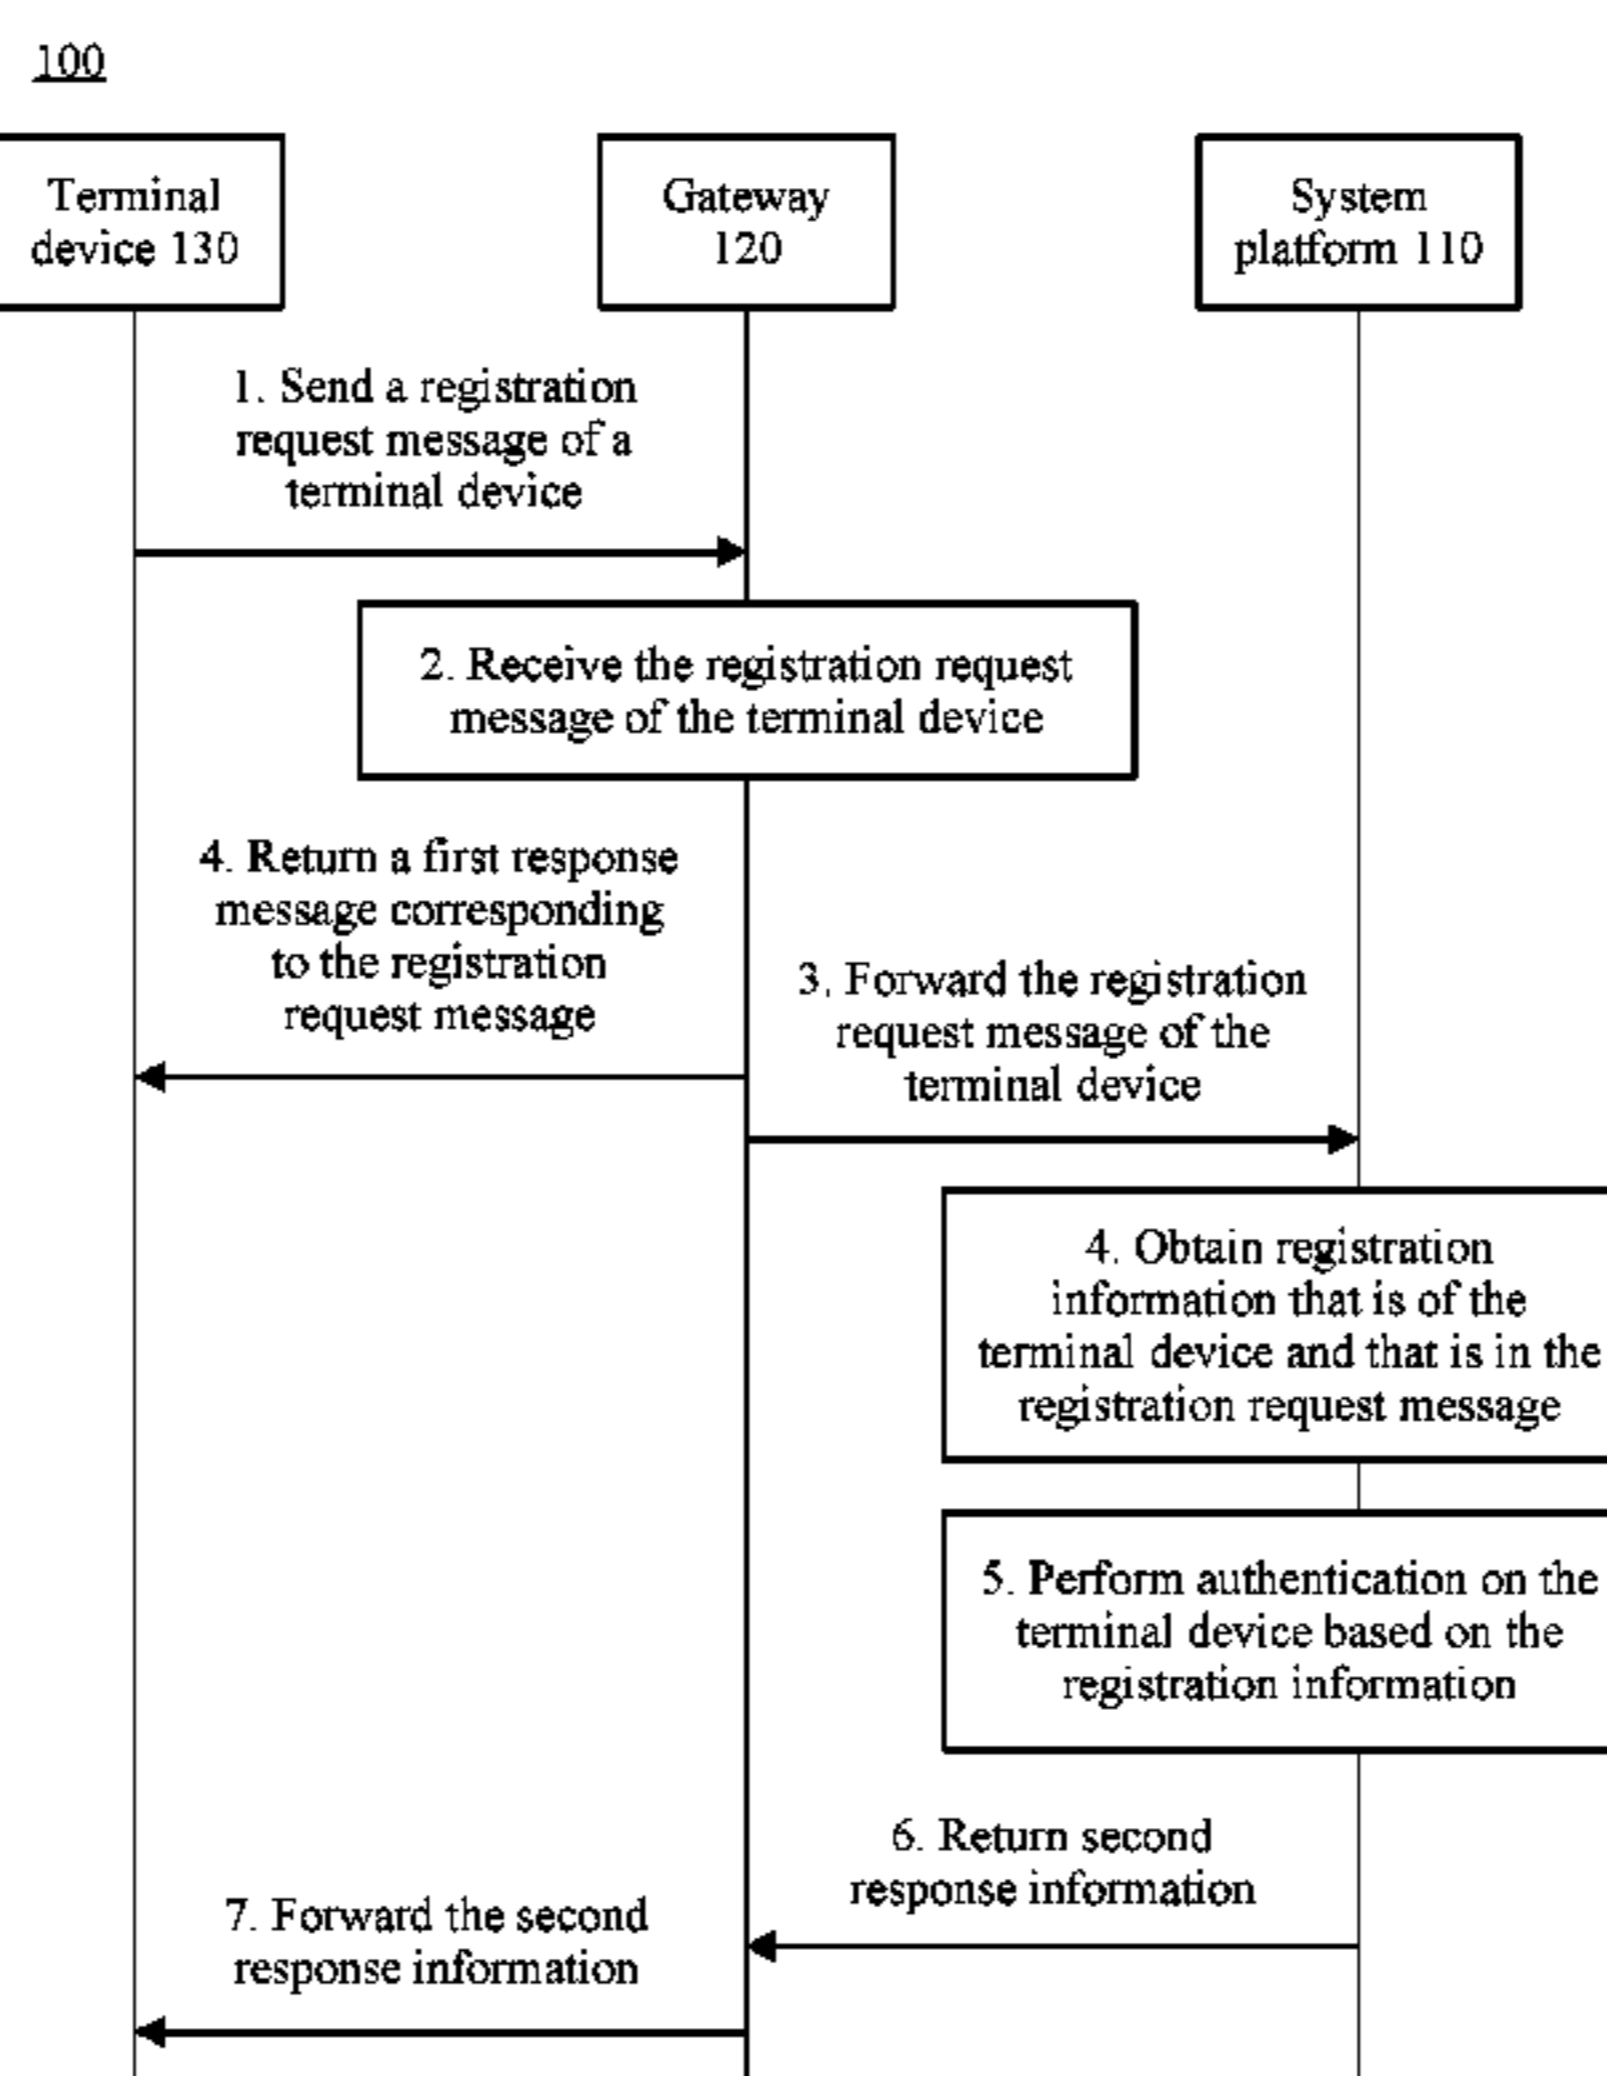 100
Terminal
device 130
Gateway
120
System
platform 110
1. Send a registration
request message of a
terminal device
2. Receive the registration request
message of the terminal device
4. Return a first response
message corresponding
to the registration
request message
3. Forward the registration
request message of the
terminal device
4. Obtain registration
information that is of the
terminal device and that is in the
registration request message
5. Perform authentication on the
terminal device based on the
registration information
6. Return second
response information
7. Forward the second
response information